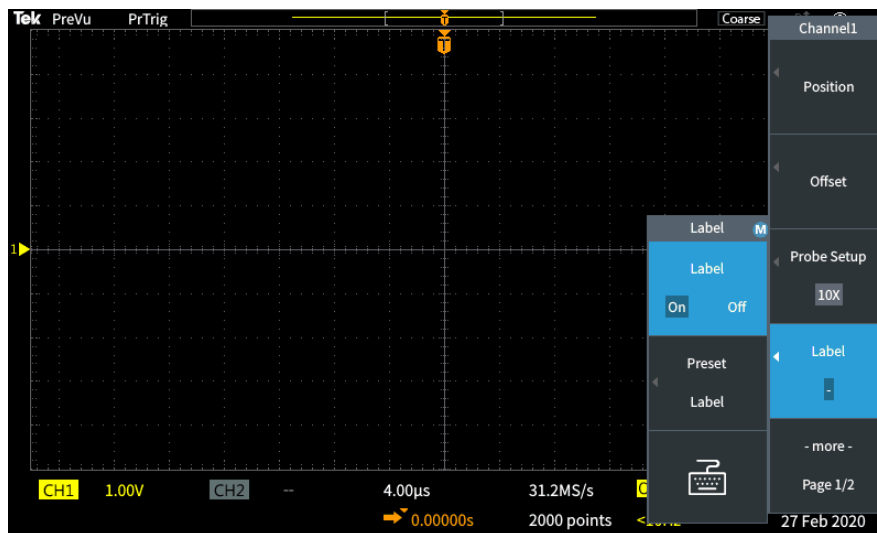 Tek PreVu PrTrig Coarse
T
T
Channel1
Position
Offset
Label M
1
Probe Setup
Label
10X
On Off
Label
Preset
-
Label
- more -
Page 1/2
CH1 1.00V CH2 -- 4.00µs 31.2MS/s
0.00000s 2000 points 27 Feb 2020